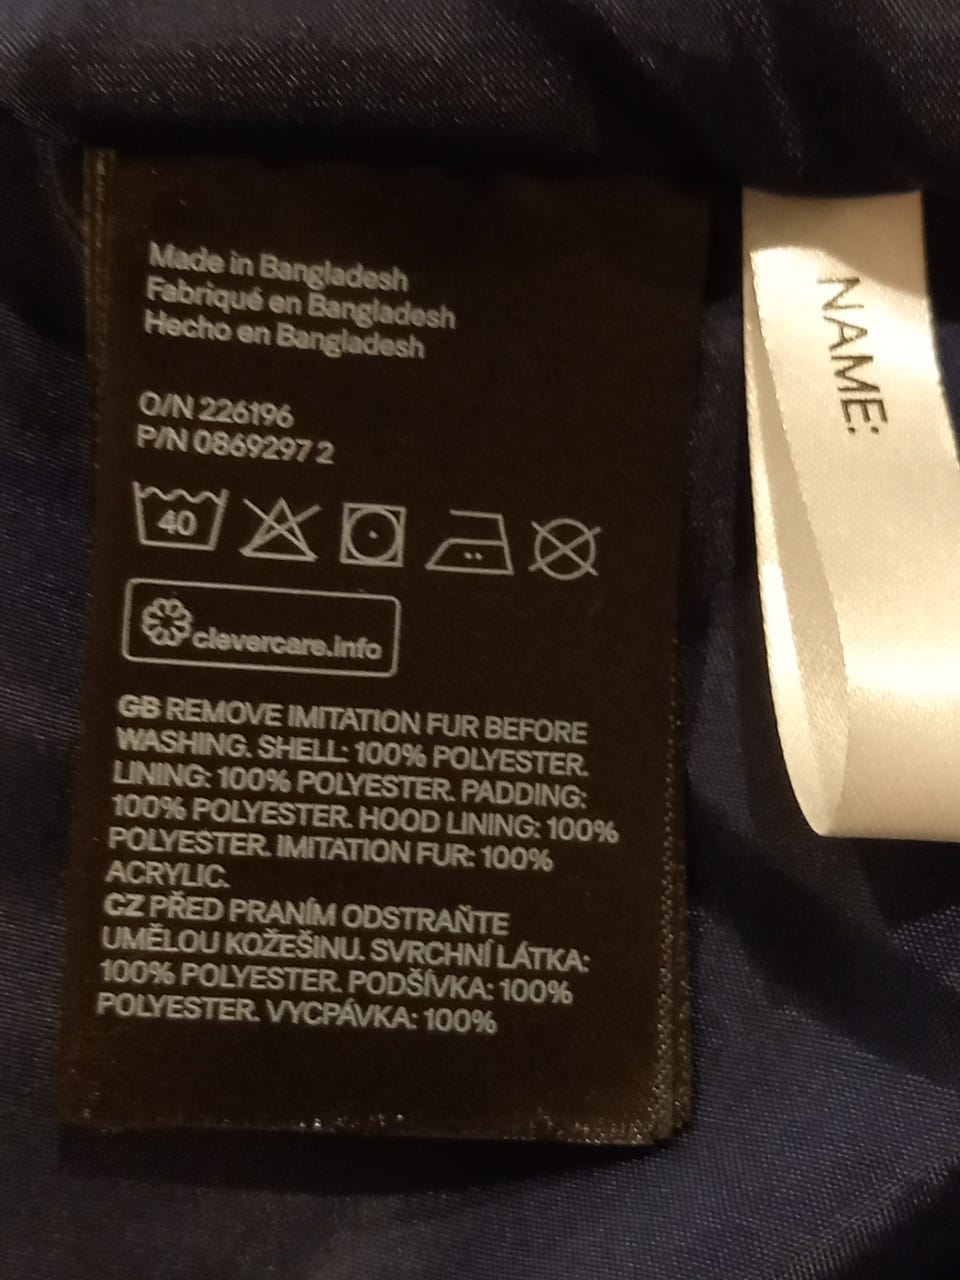 Made in Bangladesh
Fabriqué en Bangladesh
Hecho en Bangladesh
O/N 226196
P/N 0869297 2
40
clevercare.info
GB REMOVE IMITATION FUR BEFORE
WASHING. SHELL: 100% POLYESTER.
LINING: 100% POLYESTER. PADDING:
100% POLYESTER. HOOD LINING: 100%
POLYESTER. IMITATION FUR: 100%
ACRYLIC.
CZ PŘED PRANÍM ODSTRAŇTE
UMĚLOU KOŽEŠINU. SVRCHNÍ LÁTKA:
100% POLYESTER. PODŠÍVKA: 100%
POLYESTER. VYCPÁVKA: 100%
NAME: